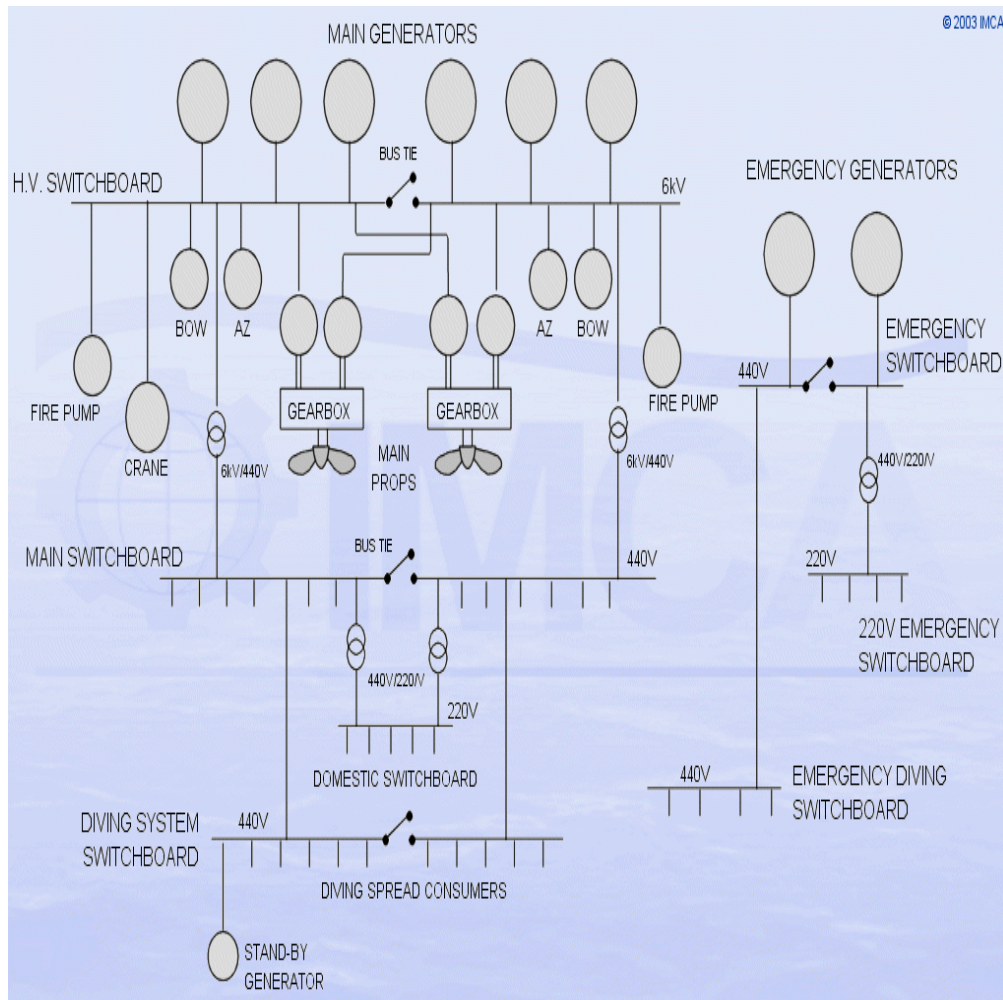 © 2003 IMCA
MAIN GENERATORS
BUS TIE
H.V. SWITCHBOARD
6kV
EMERGENCY GENERATORS
BOW
AZ
AZ
BOW
EMERGENCY
SWITCHBOARD
440V
FIRE PUMP
GEARBOX
GEARBOX
FIRE PUMP
CRANE
6kV/440V
MAIN
PROPS
6kV/440V
440V/220/V
IMCA
BUS TIE
MAIN SWITCHBOARD
440V
220V
220V EMERGENCY
SWITCHBOARD
440V/220/V
220V
DOMESTIC SWITCHBOARD
440V
EMERGENCY DIVING
SWITCHBOARD
DIVING SYSTEM
SWITCHBOARD
440V
DIVING SPREAD CONSUMERS
STAND-BY
GENERATOR